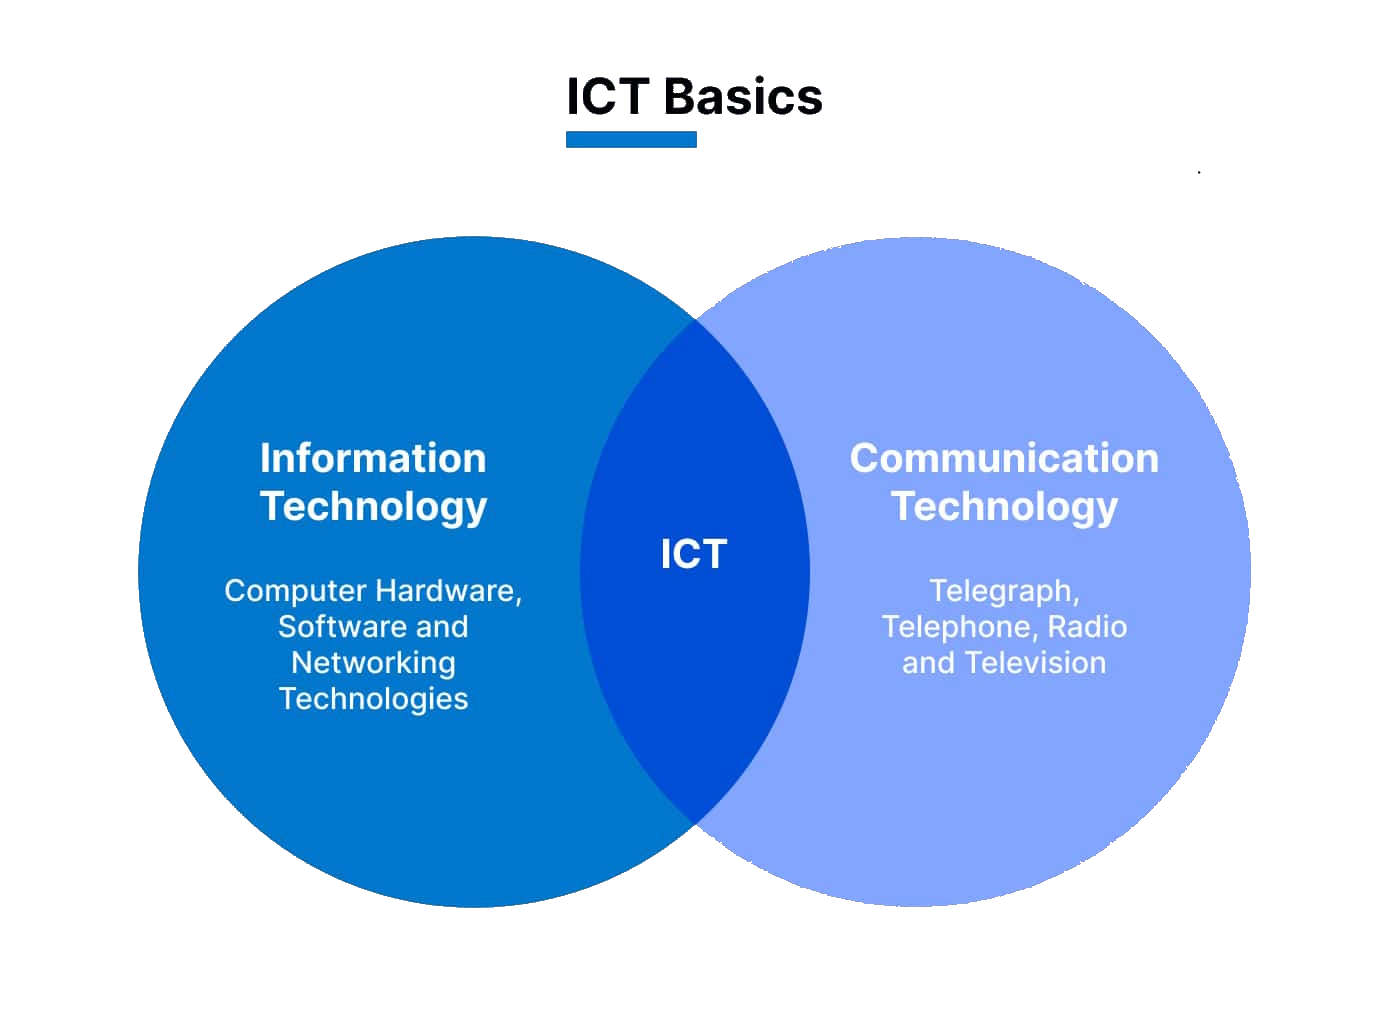 ICT Basics
Information
Technology
Computer Hardware,
Software and
Networking
Technologies
ICT
Communication
Technology
Telegraph,
Telephone, Radio
and Television